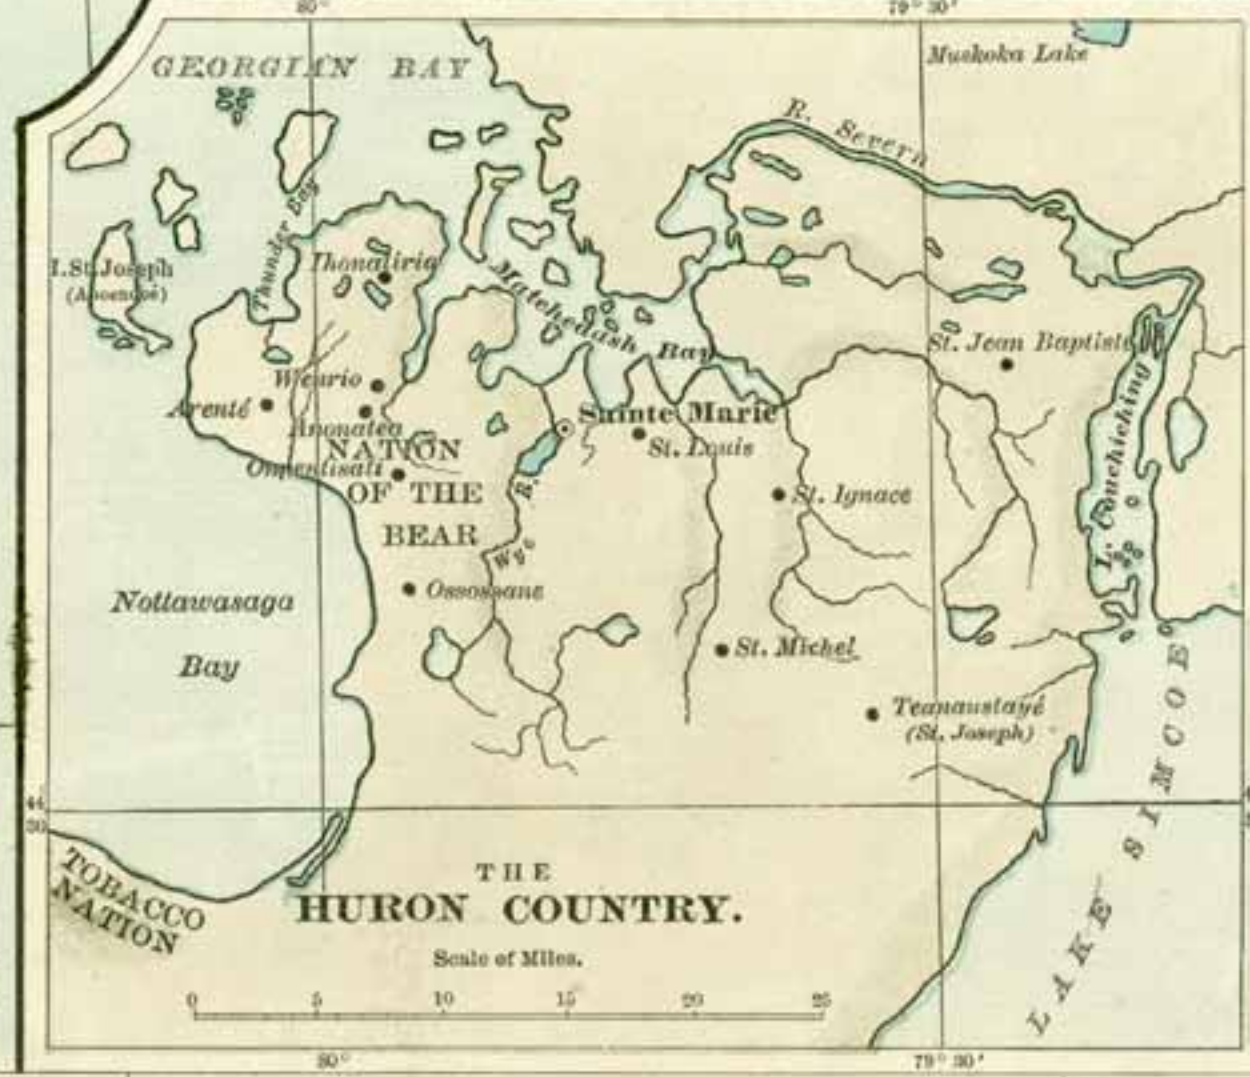 80°
79° 30'
GEORGIAN BAY
Muskoka Lake
R. Severn
Thunder Bay
I. St. Joseph
Ihonatiria
Matchedash Bay
St. Jean Baptiste
Wenrio
Arenté
Sainte Marie
Anonatea
NATION
St. Louis
OF THE
St. Ignace
L. Couchiching
BEAR
R. Wye
Ossossane
Nottawasaga
Bay
St. Michel
Teanaustayé
(St. Joseph)
LAKE SIMCOE
44
30
TOBACCO
NATION
THE
HURON COUNTRY.
Scale of Miles.
0 5 10 15 20 25
80°
79° 30'